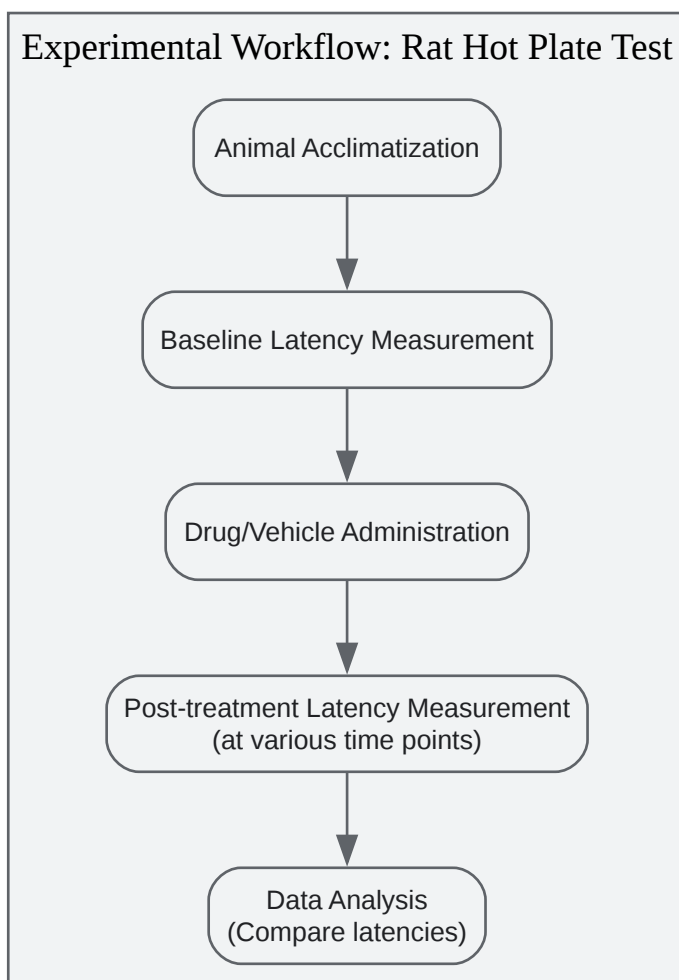 Experimental Workflow: Rat Hot Plate Test
Animal Acclimatization
Baseline Latency Measurement
Drug/Vehicle Administration
Post-treatment Latency Measurement
(at various time points)
Data Analysis
(Compare latencies)